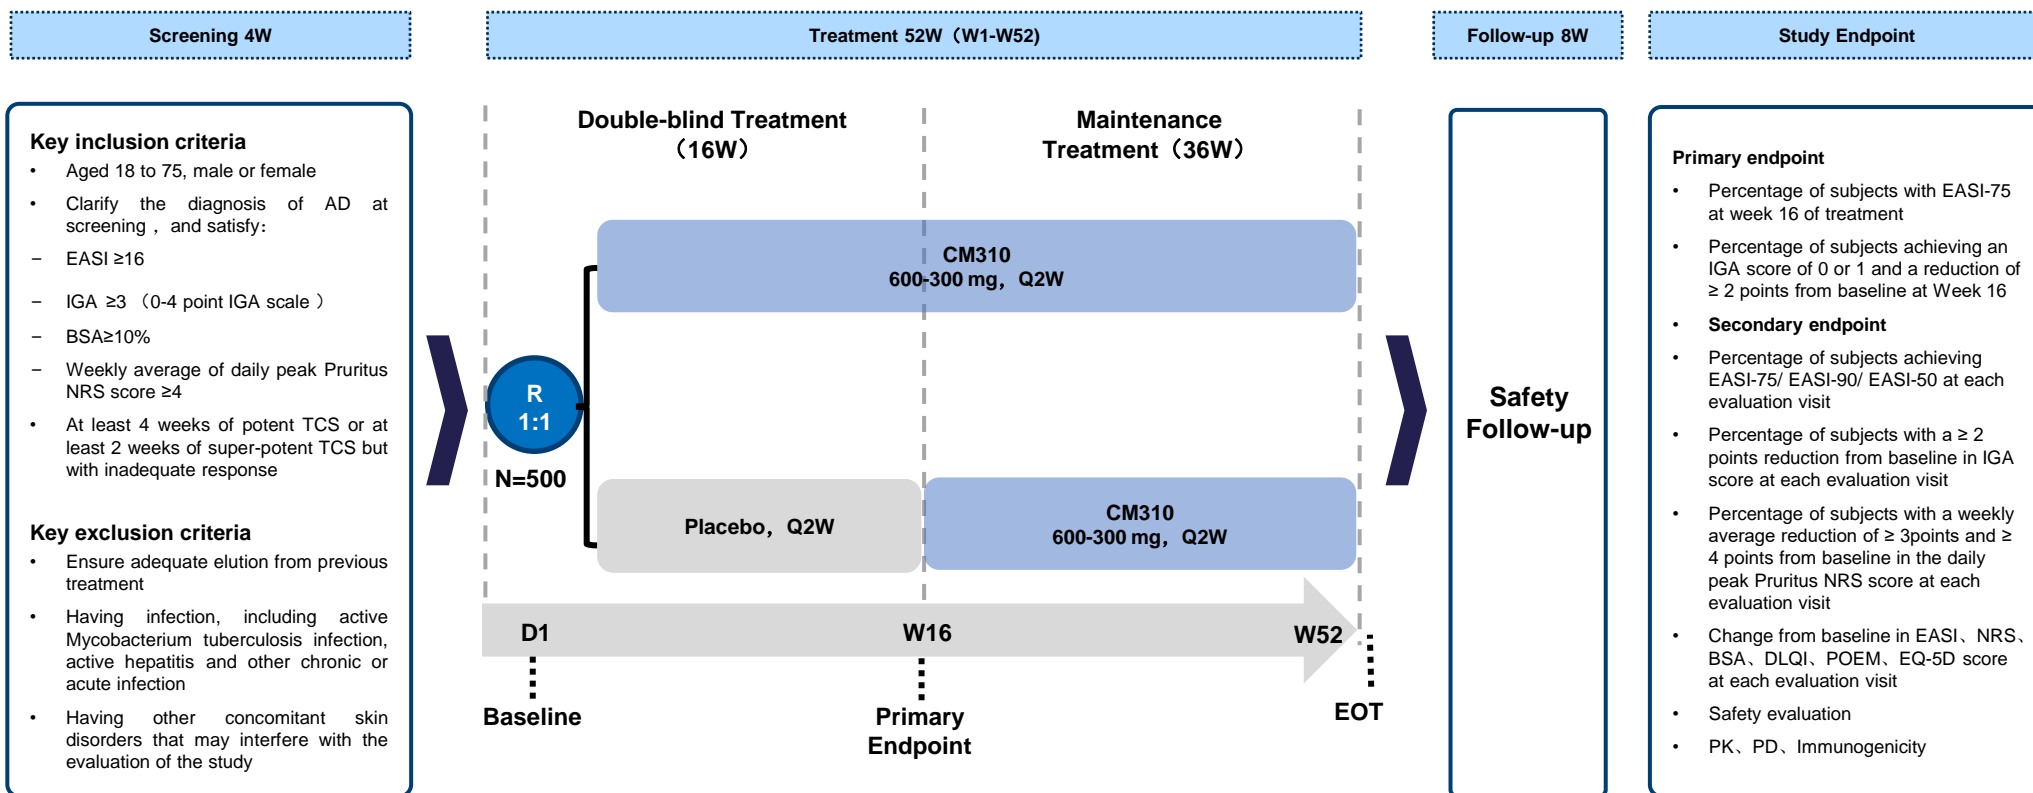 Screening 4W
Treatment 52W（W1-W52)
Follow-up 8W
Study Endpoint
Key inclusion criteria
• Aged 18 to 75, male or female
• Clarify the diagnosis of AD at
screening ，and satisfy：
– EASI ≥16
– IGA ≥3 （0-4 point IGA scale ）
– BSA≥10%
– Weekly average of daily peak Pruritus
NRS score ≥4
• At least 4 weeks of potent TCS or at
least 2 weeks of super-potent TCS but
with inadequate response
Key exclusion criteria
• Ensure adequate elution from previous
treatment
• Having infection, including active
Mycobacterium tuberculosis infection,
active hepatitis and other chronic or
acute infection
• Having other concomitant skin
disorders that may interfere with the
evaluation of the study
Double-blind Treatment
（16W）
Maintenance
Treatment（36W）
CM310
600-300 mg，Q2W
R
1:1
N=500
Placebo，Q2W
CM310
600-300 mg，Q2W
D1
W16
W52
Baseline
Primary
Endpoint
EOT
Safety
Follow-up
Primary endpoint
• Percentage of subjects with EASI-75
at week 16 of treatment
• Percentage of subjects achieving an
IGA score of 0 or 1 and a reduction of
≥ 2 points from baseline at Week 16
• Secondary endpoint
• Percentage of subjects achieving
EASI-75/ EASI-90/ EASI-50 at each
evaluation visit
• Percentage of subjects with a ≥ 2
points reduction from baseline in IGA
score at each evaluation visit
• Percentage of subjects with a weekly
average reduction of ≥ 3points and ≥
4 points from baseline in the daily
peak Pruritus NRS score at each
evaluation visit
• Change from baseline in EASI、NRS、
BSA、DLQI、POEM、EQ-5D score
at each evaluation visit
• Safety evaluation
• PK、PD、Immunogenicity